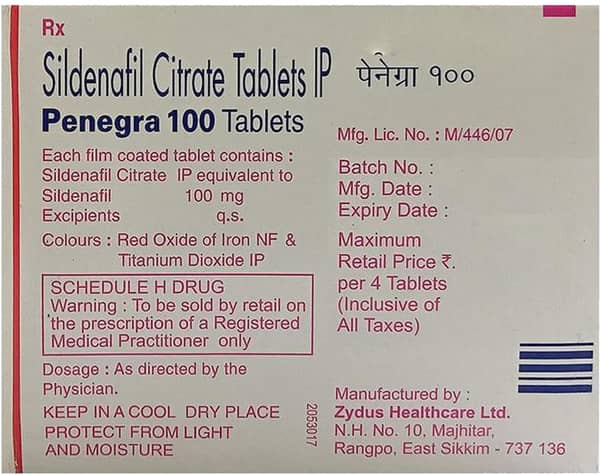 Rx
Sildenafil Citrate Tablets IP पेनेग्रा १००
Penegra 100 Tablets
Each film coated tablet contains :
Sildenafil Citrate IP equivalent to
Sildenafil 100 mg
Excipients q.s.
Colours : Red Oxide of Iron NF &
Titanium Dioxide IP
SCHEDULE H DRUG
Warning : To be sold by retail on
the prescription of a Registered
Medical Practitioner only
Dosage : As directed by the
Physician.
KEEP IN A COOL DRY PLACE
PROTECT FROM LIGHT
AND MOISTURE
2053017
Mfg. Lic. No. : M/446/07
Batch No. :
Mfg. Date :
Expiry Date :
Maximum
Retail Price ₹.
per 4 Tablets
(Inclusive of
All Taxes)
Manufactured by :
Zydus Healthcare Ltd.
N.H. No. 10, Majhitar,
Rangpo, East Sikkim - 737 136